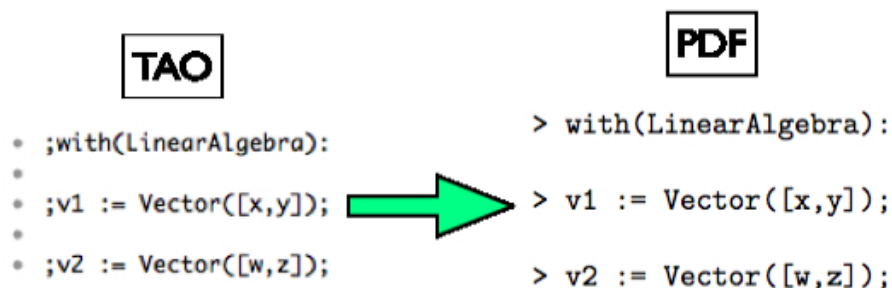 TAO
;with(LinearAlgebra):
;v1 := Vector([x,y]);
;v2 := Vector([w,z]);
PDF
> with(LinearAlgebra):
> v1 := Vector([x,y]);
> v2 := Vector([w,z]);